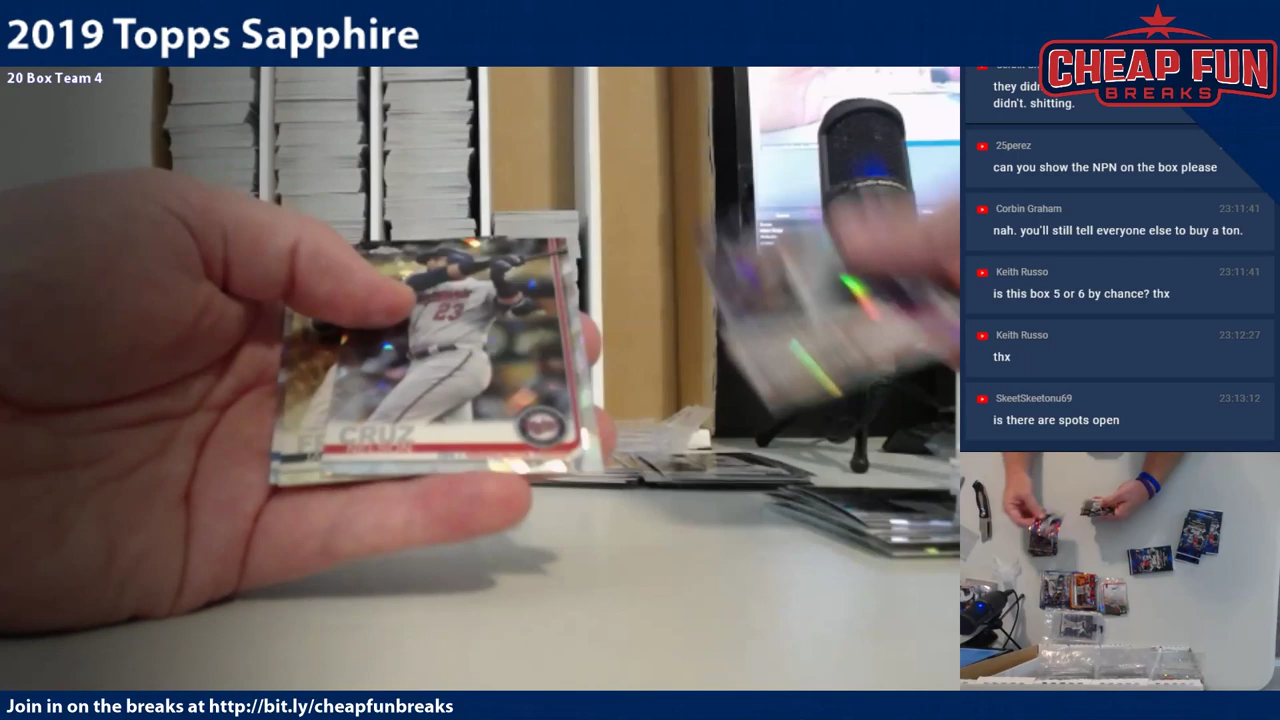 2019 Topps Sapphire
20 Box Team 4
CHEAP FUN
BREAKS
didn't. shitting.
25perez
can you show the NPN on the box please
Corbin Graham 23:11:41
nah. you'll still tell everyone else to buy a ton.
Keith Russo 23:11:41
is this box 5 or 6 by chance? thx
Keith Russo 23:12:27
thx
SkeetSkeetonu69 23:13:12
is there are spots open
23
CRUZ
NELSON
Join in on the breaks at http://bit.ly/cheapfunbreaks